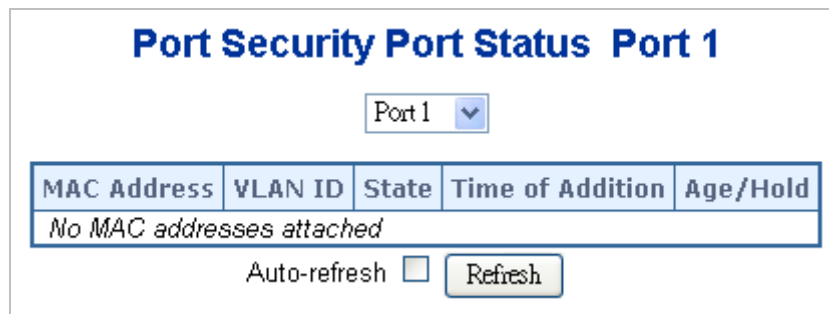 Port Security Port Status Port 1
Port 1
MAC Address VLAN ID State Time of Addition Age/Hold
No MAC addresses attached
Auto-refresh Refresh